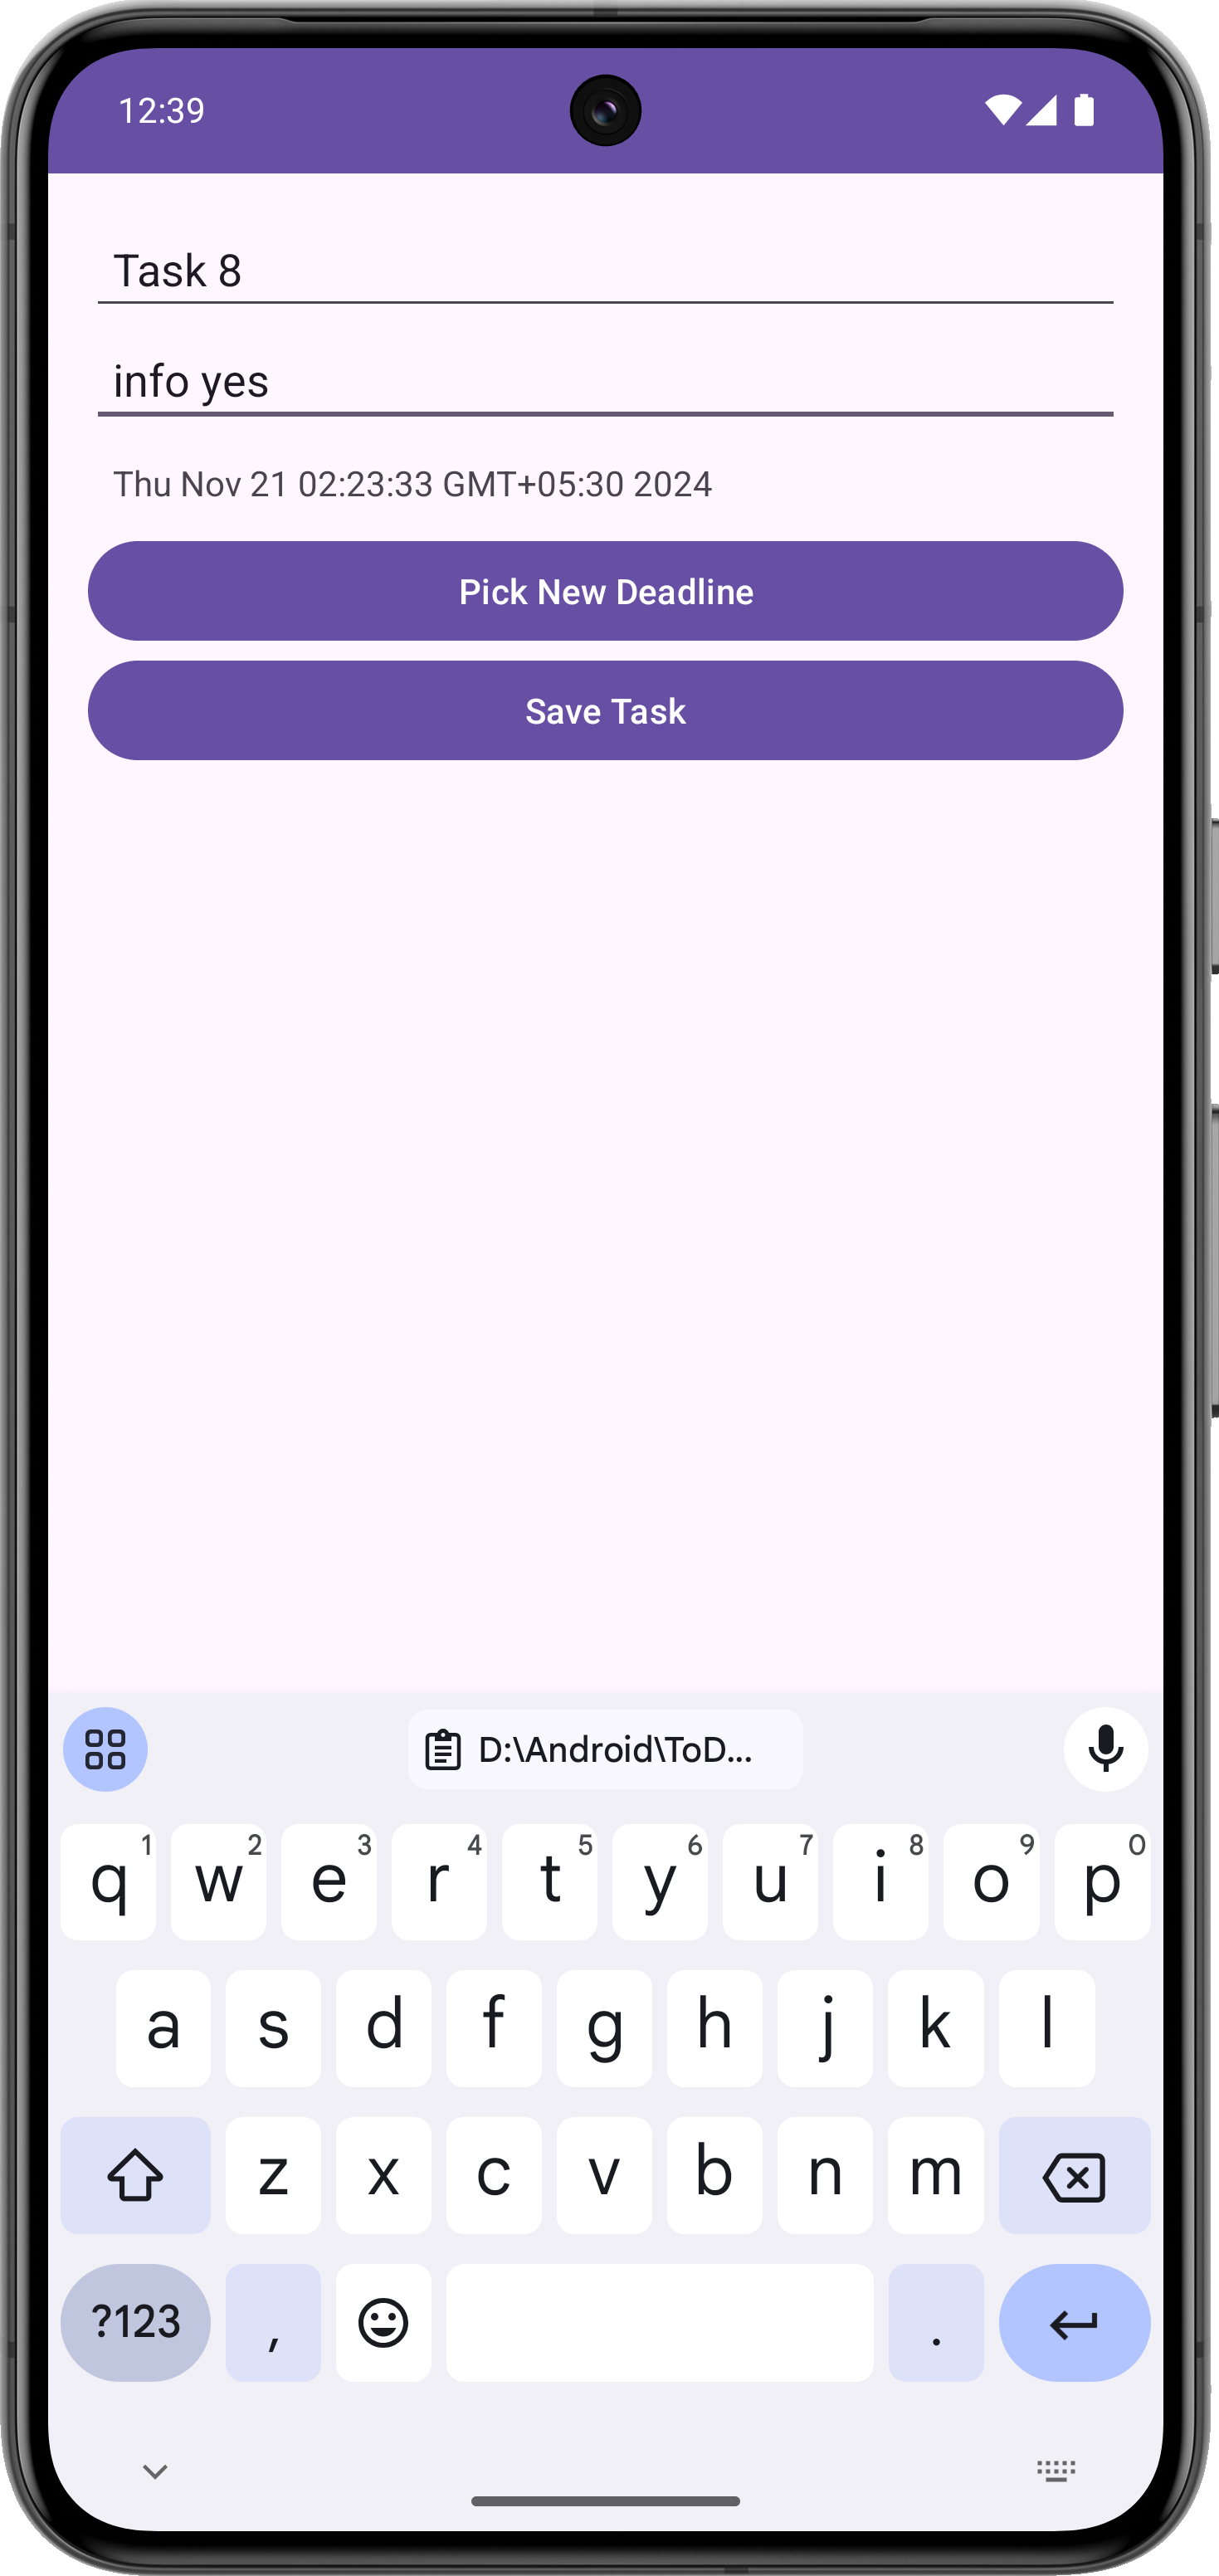 12:39
Task 8
info yes
Thu Nov 21 02:23:33 GMT+05:30 2024
Pick New Deadline
Save Task
D:\Android\ToD...
q 1 w 2 e 3 r 4 t 5 y 6 u 7 i 8 o 9 p 0
a s d f g h j k l
z x c v b n m
?123 , .